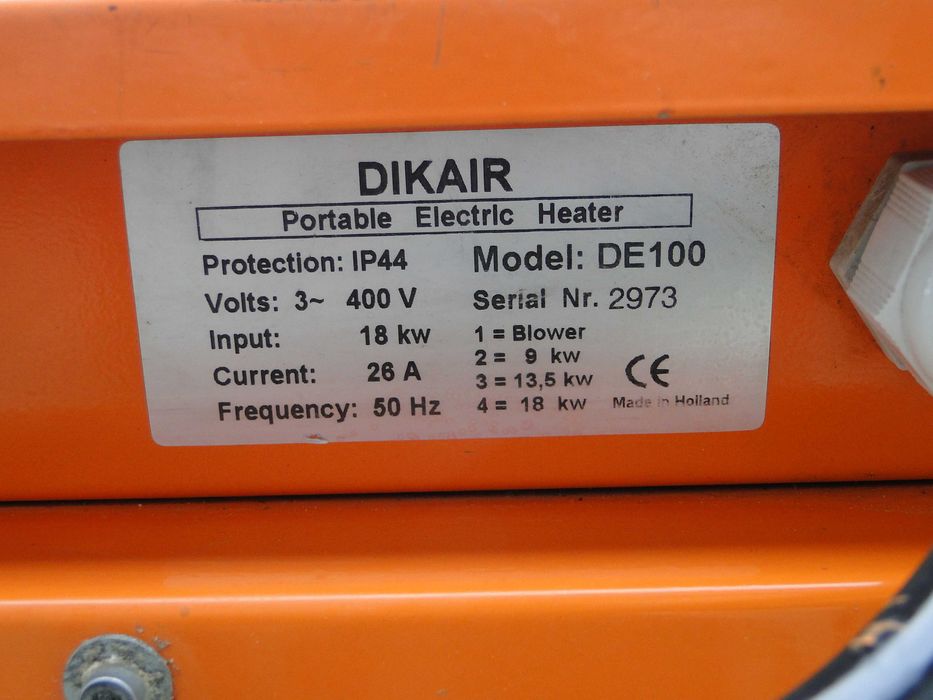 DIKAIR
Portable Electric Heater
Protection: IP44
Volts: 3~ 400 V
Input: 18 kw
Current: 26 A
Frequency: 50 Hz
Model: DE100
Serial Nr. 2973
1 = Blower
2 = 9 kw
3 = 13,5 kw
4 = 18 kw
CE
Made in Holland